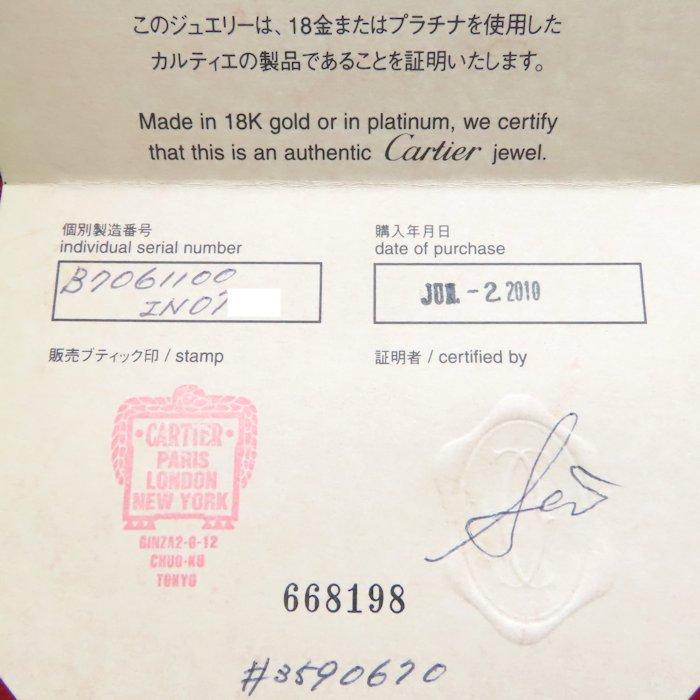 このジュエリーは、18金またはプラチナを使用した
カルティエの製品であることを証明いたします。
Made in 18K gold or in platinum, we certify
that this is an authentic Cartier jewel.
個別製造番号
individual serial number
B7061100
IN07
購入年月日
date of purchase
-2 2010
販売ブティック印 / stamp
証明者 / certified by
CARTIER
PARIS
LONDON
NEW YORK
GINZA2-6-12
CHUO-KU
TOKYO
668198
#3590670